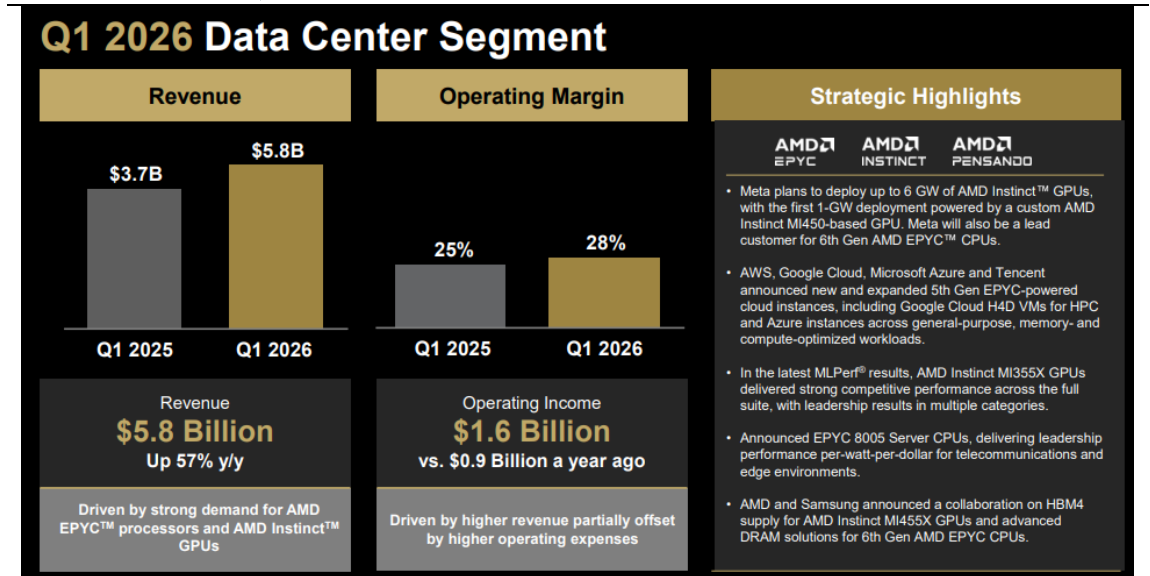 Q1 2026 Data Center Segment
Revenue
$3.7B
$5.8B
Q1 2025
Q1 2026
Revenue
$5.8 Billion
Up 57% y/y
Driven by strong demand for AMD
EPYC™ processors and AMD Instinct™
GPUs
Operating Margin
25%
28%
Q1 2025
Q1 2026
Operating Income
$1.6 Billion
vs. $0.9 Billion a year ago
Driven by higher revenue partially offset
by higher operating expenses
Strategic Highlights
AMD EPYC
AMD INSTINCT
AMD PENSANDO
• Meta plans to deploy up to 6 GW of AMD Instinct™ GPUs,
with the first 1-GW deployment powered by a custom AMD
Instinct MI450-based GPU. Meta will also be a lead
customer for 6th Gen AMD EPYC™ CPUs.
• AWS, Google Cloud, Microsoft Azure and Tencent
announced new and expanded 5th Gen EPYC-powered
cloud instances, including Google Cloud H4D VMs for HPC
and Azure instances across general-purpose, memory- and
compute-optimized workloads.
• In the latest MLPerf® results, AMD Instinct MI355X GPUs
delivered strong competitive performance across the full
suite, with leadership results in multiple categories.
• Announced EPYC 8005 Server CPUs, delivering leadership
performance per-watt-per-dollar for telecommunications and
edge environments.
• AMD and Samsung announced a collaboration on HBM4
supply for AMD Instinct MI455X GPUs and advanced
DRAM solutions for 6th Gen AMD EPYC CPUs.